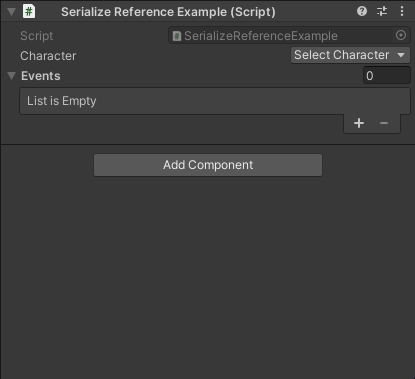 # Serialize Reference Example (Script)
Script # SerializeReferenceExample
Character Select Character
Events 0
List is Empty
+ −
Add Component